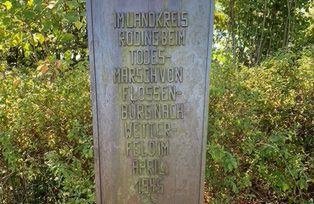 IM LANDKREIS
RODING BEIM
TODES-
MARSCH VON
FLOSSEN-
BÜRG NACH
WETTER-
FELD IM
APRIL
1945